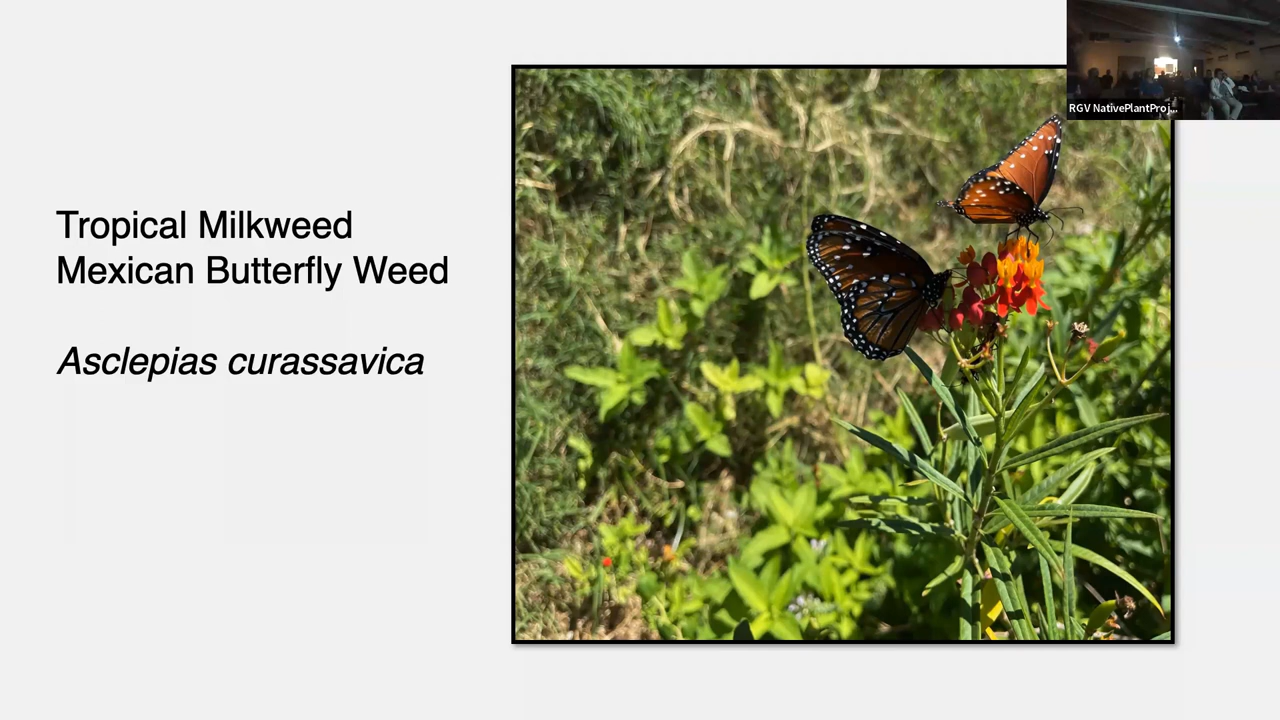 Tropical Milkweed
Mexican Butterfly Weed
Asclepias curassavica
RGV NativePlantProj...